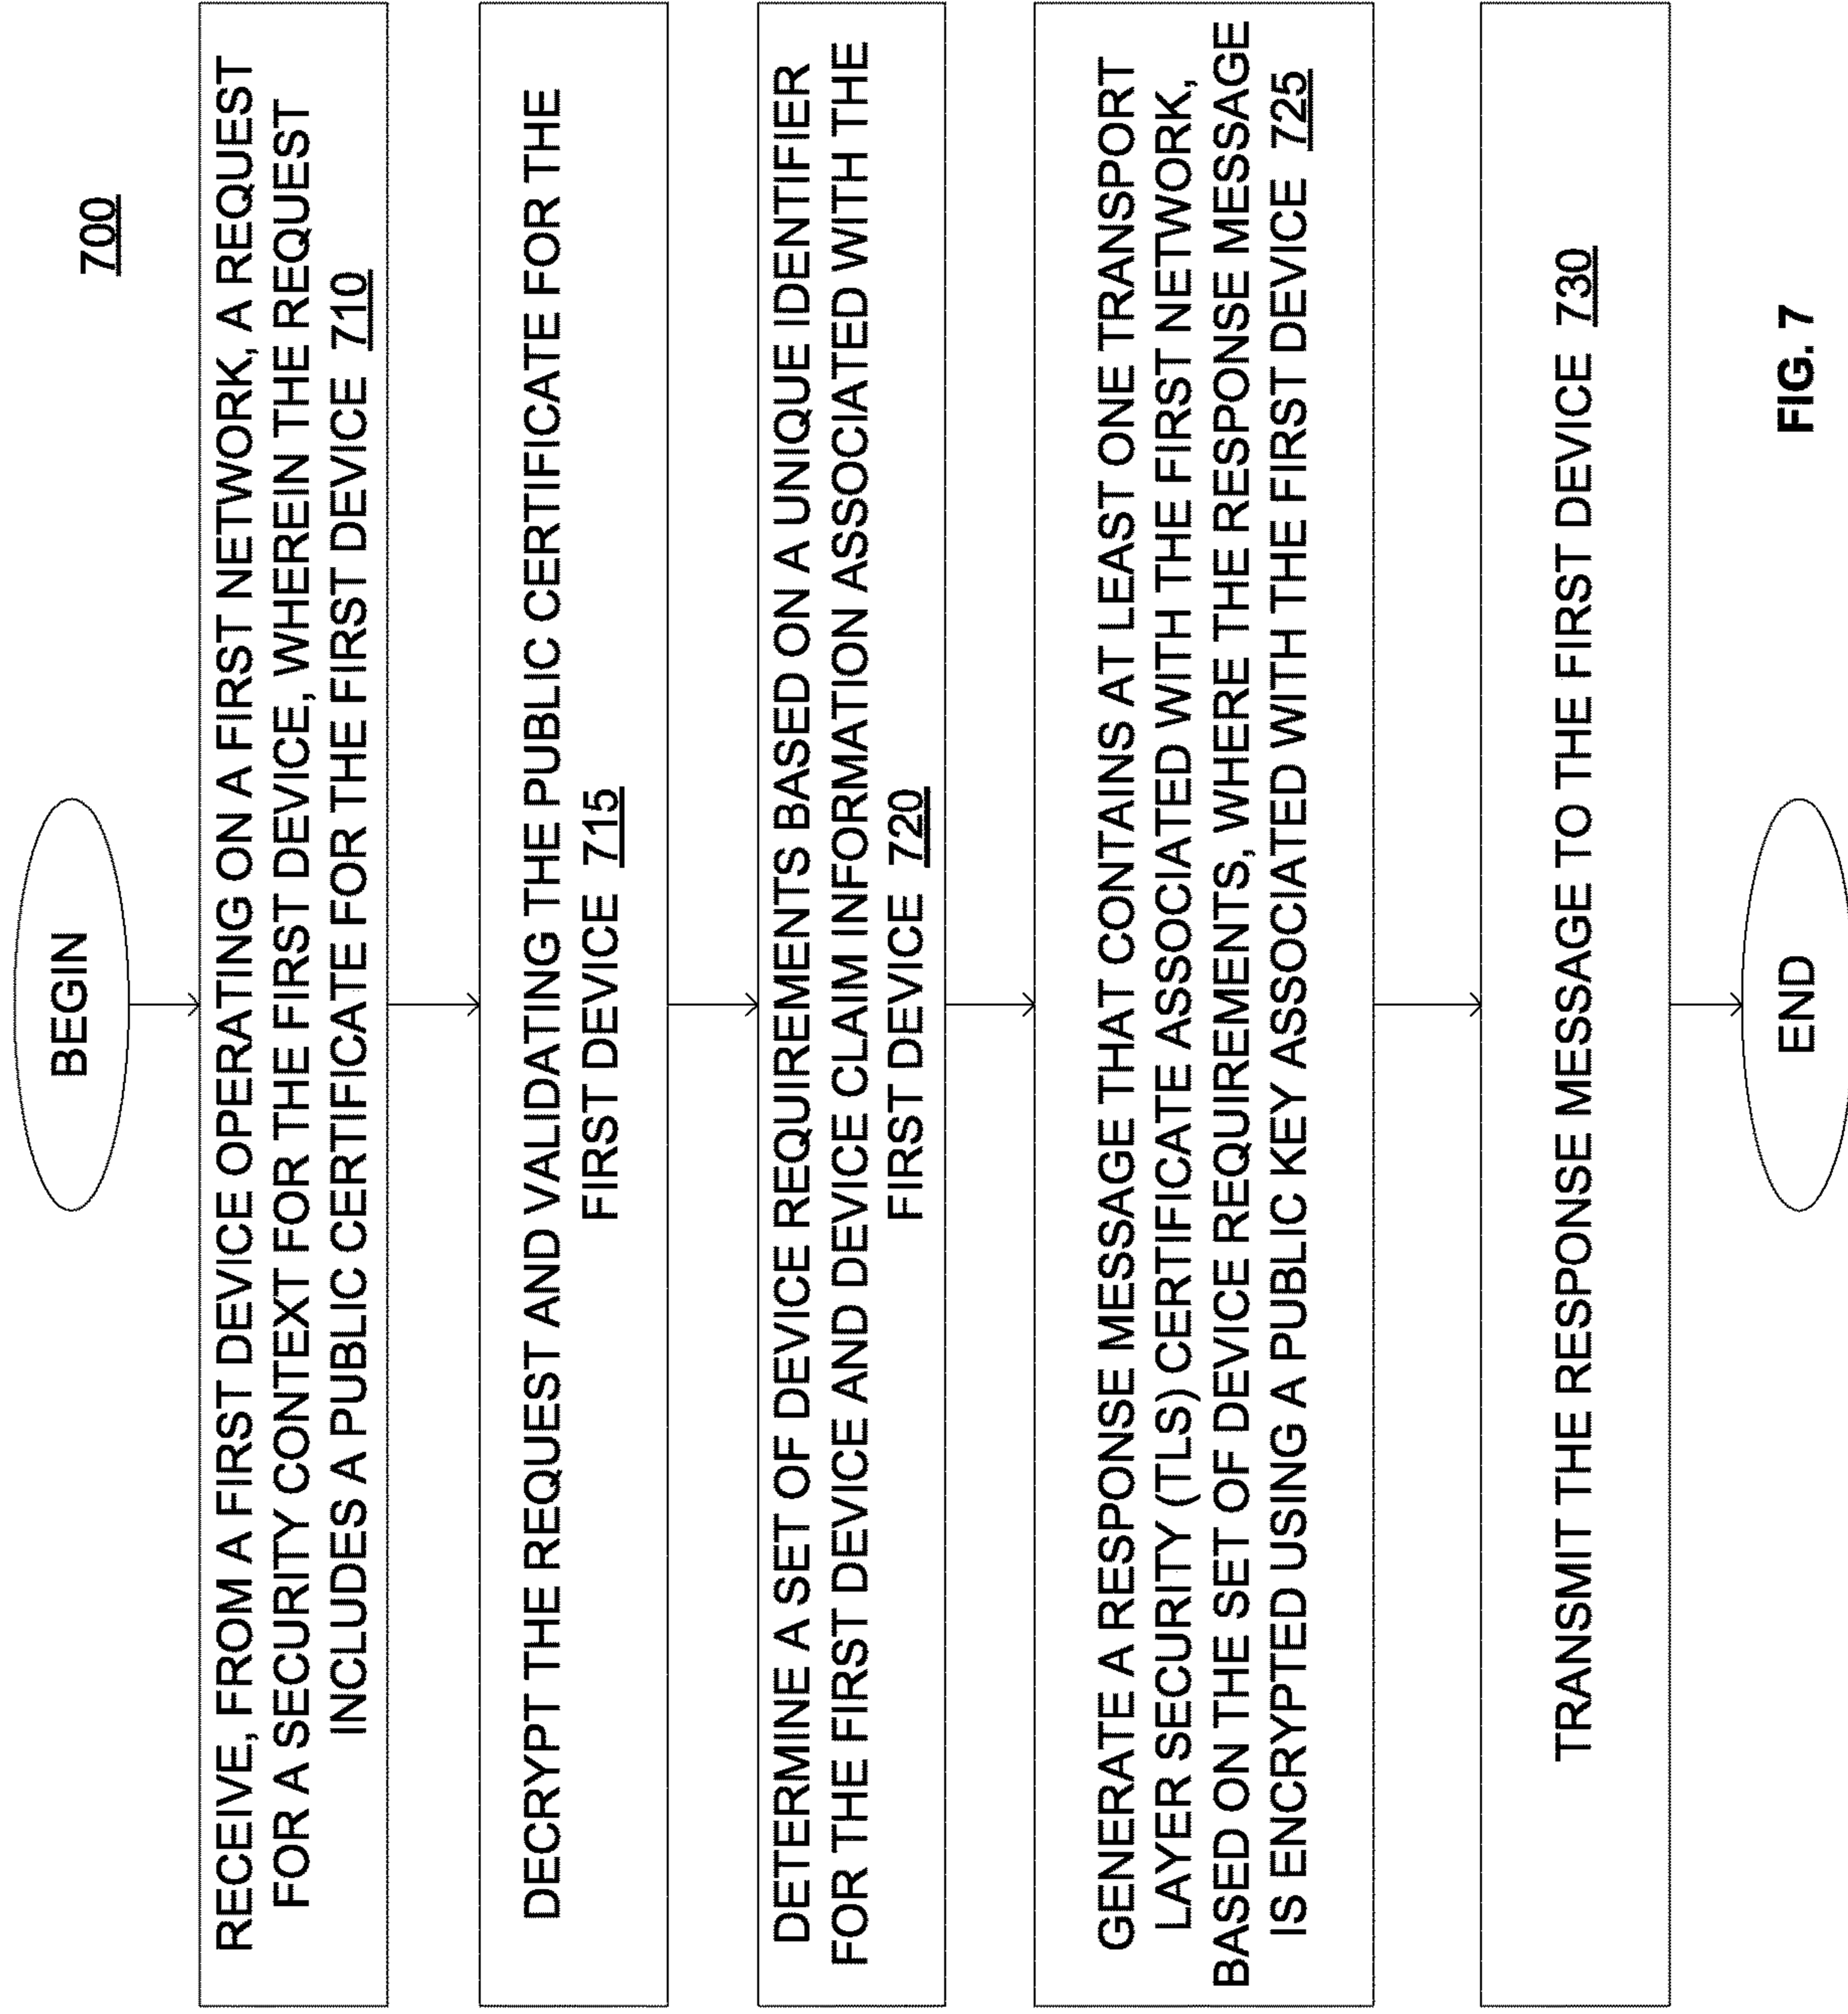 700
BEGIN
RECEIVE, FROM A FIRST DEVICE OPERATING ON A FIRST NETWORK, A REQUEST
FOR A SECURITY CONTEXT FOR THE FIRST DEVICE, WHEREIN THE REQUEST
INCLUDES A PUBLIC CERTIFICATE FOR THE FIRST DEVICE 710
DECRYPT THE REQUEST AND VALIDATING THE PUBLIC CERTIFICATE FOR THE
FIRST DEVICE 715
DETERMINE A SET OF DEVICE REQUIREMENTS BASED ON A UNIQUE IDENTIFIER
FOR THE FIRST DEVICE AND DEVICE CLAIM INFORMATION ASSOCIATED WITH THE
FIRST DEVICE 720
GENERATE A RESPONSE MESSAGE THAT CONTAINS AT LEAST ONE TRANSPORT
LAYER SECURITY (TLS) CERTIFICATE ASSOCIATED WITH THE FIRST NETWORK,
BASED ON THE SET OF DEVICE REQUIREMENTS, WHERE THE RESPONSE MESSAGE
IS ENCRYPTED USING A PUBLIC KEY ASSOCIATED WITH THE FIRST DEVICE 725
TRANSMIT THE RESPONSE MESSAGE TO THE FIRST DEVICE 730
END
FIG. 7